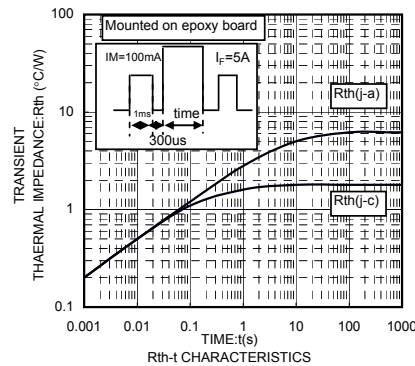 TRANSIENT
THAERMAL IMPEDANCE:Rth (°C/W)
100
10
1
0.1
Mounted on epoxy board
IM=100mA
IF=5A
1ms
time
300us
Rth(j-a)
Rth(j-c)
0.001
0.01
0.1
1
10
100
1000
TIME:t(s)
Rth-t CHARACTERISTICS